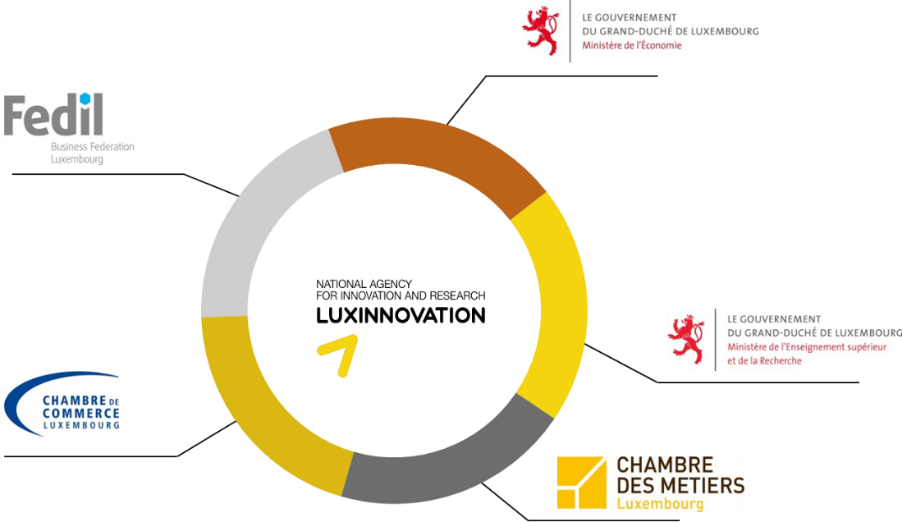 LE GOUVERNEMENT
DU GRAND-DUCHÉ DE LUXEMBOURG
Ministère de l'Économie
Fedil
Business Federation
Luxembourg
NATIONAL AGENCY
FOR INNOVATION AND RESEARCH
LUXINNOVATION
LE GOUVERNEMENT
DU GRAND-DUCHÉ DE LUXEMBOURG
Ministère de l'Enseignement supérieur
et de la Recherche
CHAMBRE DE
COMMERCE
LUXEMBOURG
CHAMBRE
DES METIERS
Luxembourg